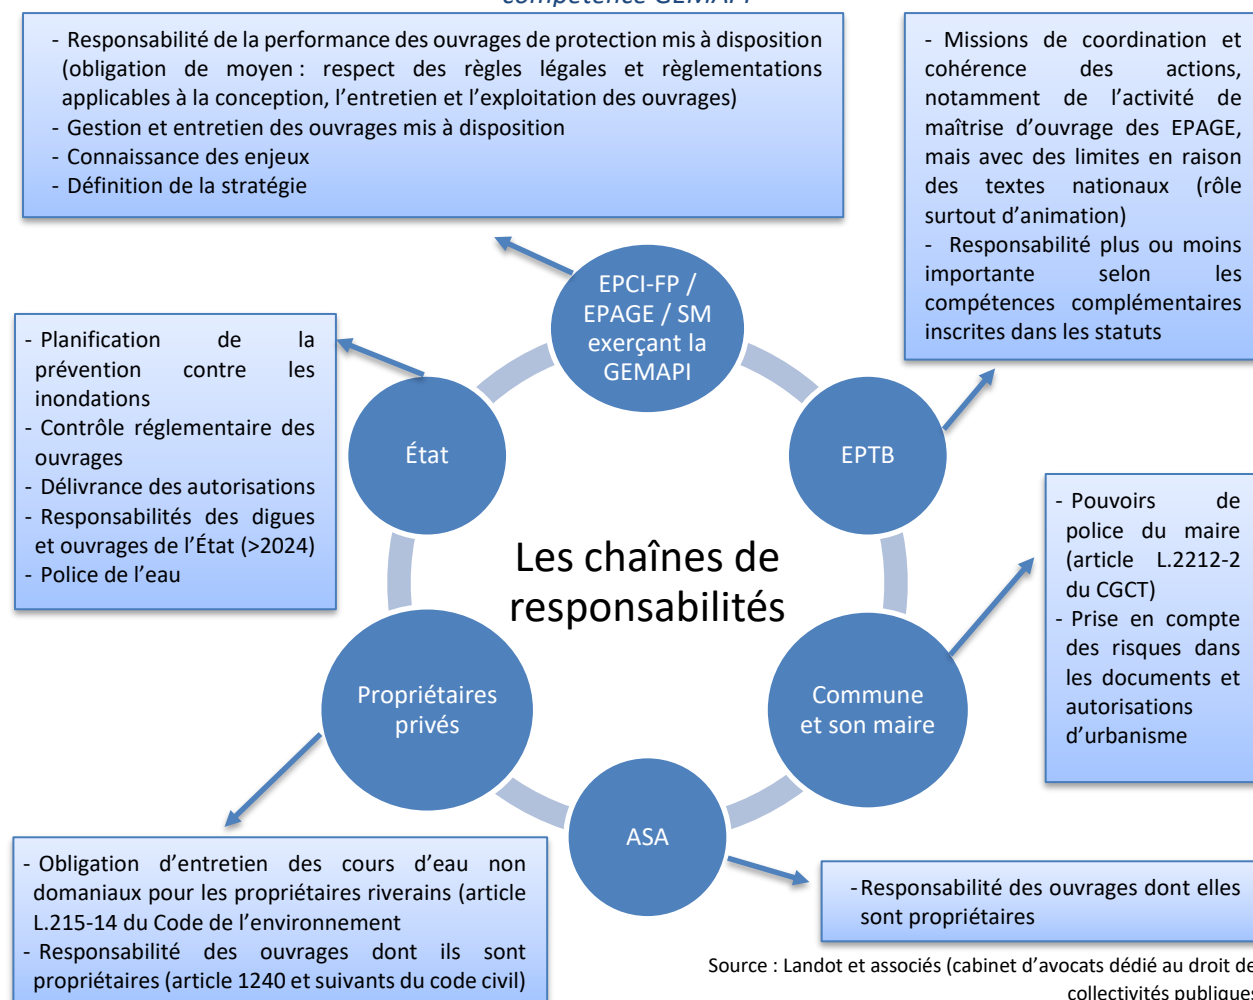 compétence GEMAPI
- Responsabilité de la performance des ouvrages de protection mis à disposition
(obligation de moyen : respect des règles légales et règlementations
applicables à la conception, l’entretien et l’exploitation des ouvrages)
- Gestion et entretien des ouvrages mis à disposition
- Connaissance des enjeux
- Définition de la stratégie
- Missions de coordination et
cohérence des actions,
notamment de l’activité de
maîtrise d’ouvrage des EPAGE,
mais avec des limites en raison
des textes nationaux (rôle
surtout d’animation)
- Responsabilité plus ou moins
importante selon les
compétences complémentaires
inscrites dans les statuts
EPCI-FP /
EPAGE / SM
exerçant la
GEMAPI
- Planification de la
prévention contre les
inondations
- Contrôle réglementaire des
ouvrages
- Délivrance des autorisations
- Responsabilités des digues
et ouvrages de l’État (>2024)
- Police de l’eau
État
EPTB
- Pouvoirs de
police du maire
(article L.2212-2
du CGCT)
- Prise en compte
des risques dans
les documents et
autorisations
d’urbanisme
Les chaînes de
responsabilités
Propriétaires
privés
Commune
et son maire
ASA
- Obligation d’entretien des cours d’eau non
domaniaux pour les propriétaires riverains (article
L.215-14 du Code de l’environnement
- Responsabilité des ouvrages dont ils sont
propriétaires (article 1240 et suivants du code civil)
-Responsabilité des ouvrages dont elles
sont propriétaires
Source : Landot et associés (cabinet d’avocats dédié au droit de
collectivités publiques